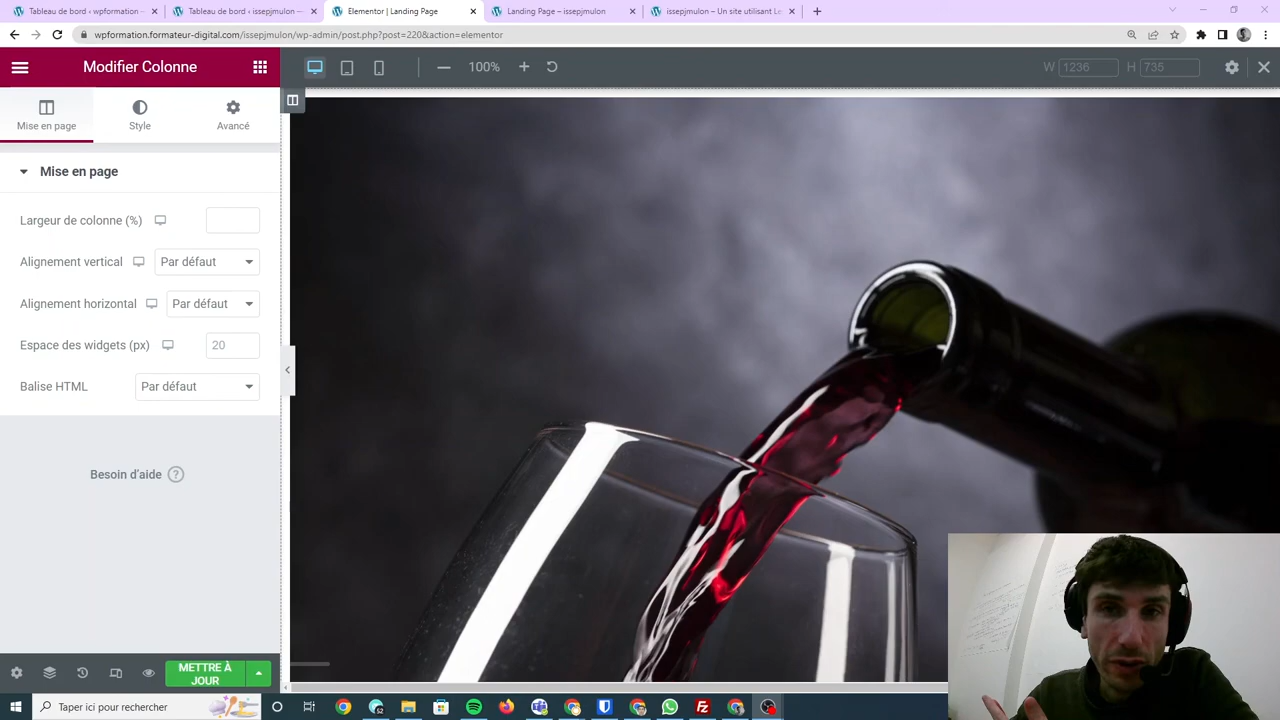 Tableau de bord ‹ wpformation —
Tableau de bord ‹ issepjmulon —
Elementor | Landing Page
Landing Page – issepjmulon
issepjmulon – Un site utilisant Le
wpformation.formateur-digital.com/issepjmulon/wp-admin/post.php?post=220&action=elementor
Modifier Colonne
100%
W 1236
H 735
Mise en page
Style
Avancé
Mise en page
Largeur de colonne (%)
Alignement vertical
Par défaut
Alignement horizontal
Par défaut
Espace des widgets (px)
20
Balise HTML
Par défaut
Besoin d'aide ?
METTRE À
JOUR
Taper ici pour rechercher